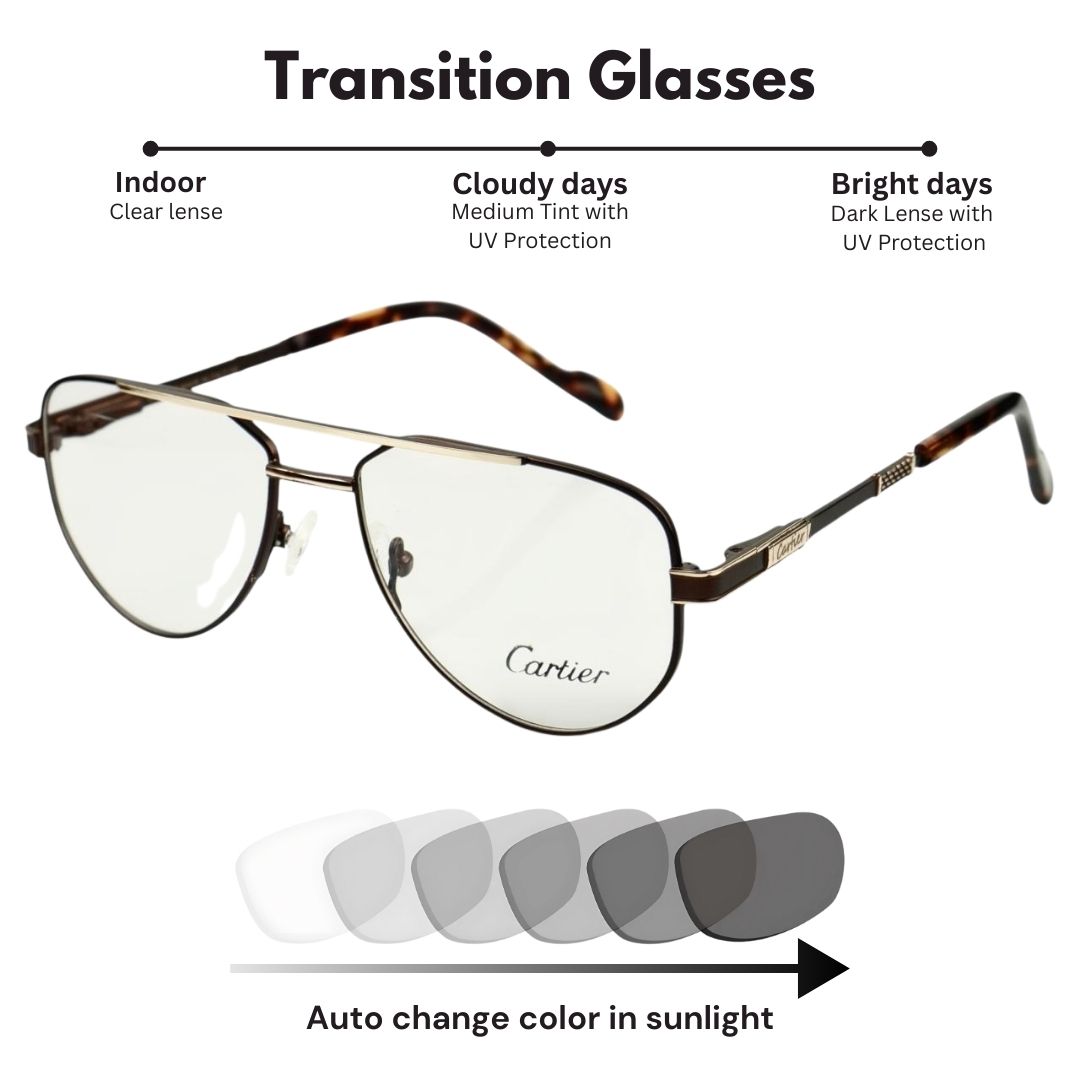 Transition Glasses
Indoor
Clear lense
Cloudy days
Medium Tint with
UV Protection
Bright days
Dark Lense with
UV Protection
Cartier
Cartier
Auto change color in sunlight